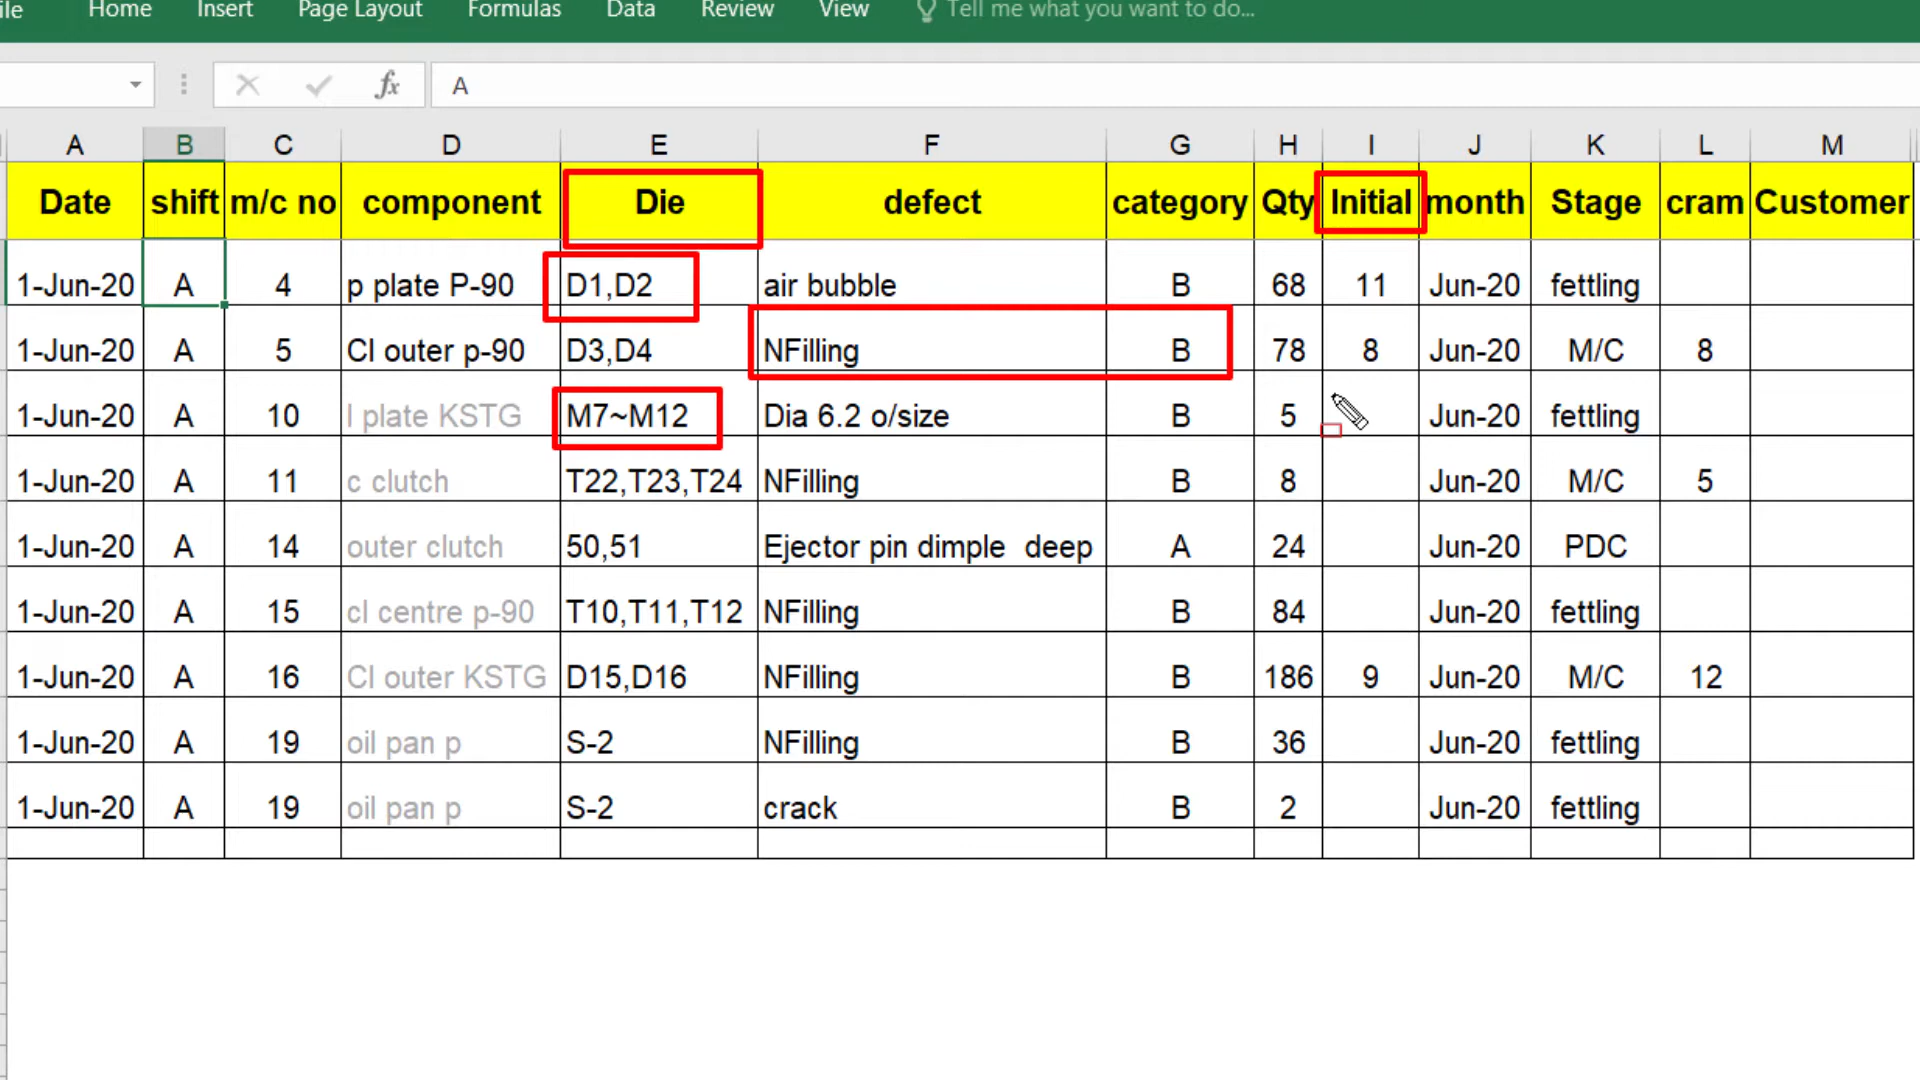 ile Home Insert Page Layout Formulas Data Review View Tell me what you want to do...
fx A
A B C D E F G H I J K L M
Date shift m/c no component Die defect category Qty Initial month Stage cram Customer
1-Jun-20 A 4 p plate P-90 D1,D2 air bubble B 68 11 Jun-20 fettling
1-Jun-20 A 5 Cl outer p-90 D3,D4 NFilling B 78 8 Jun-20 M/C 8
1-Jun-20 A 10 l plate KSTG M7~M12 Dia 6.2 o/size B 5 Jun-20 fettling
1-Jun-20 A 11 c clutch T22,T23,T24 NFilling B 8 Jun-20 M/C 5
1-Jun-20 A 14 outer clutch 50,51 Ejector pin dimple  deep A 24 Jun-20 PDC
1-Jun-20 A 15 cl centre p-90 T10,T11,T12 NFilling B 84 Jun-20 fettling
1-Jun-20 A 16 Cl outer KSTG D15,D16 NFilling B 186 9 Jun-20 M/C 12
1-Jun-20 A 19 oil pan p S-2 NFilling B 36 Jun-20 fettling
1-Jun-20 A 19 oil pan p S-2 crack B 2 Jun-20 fettling